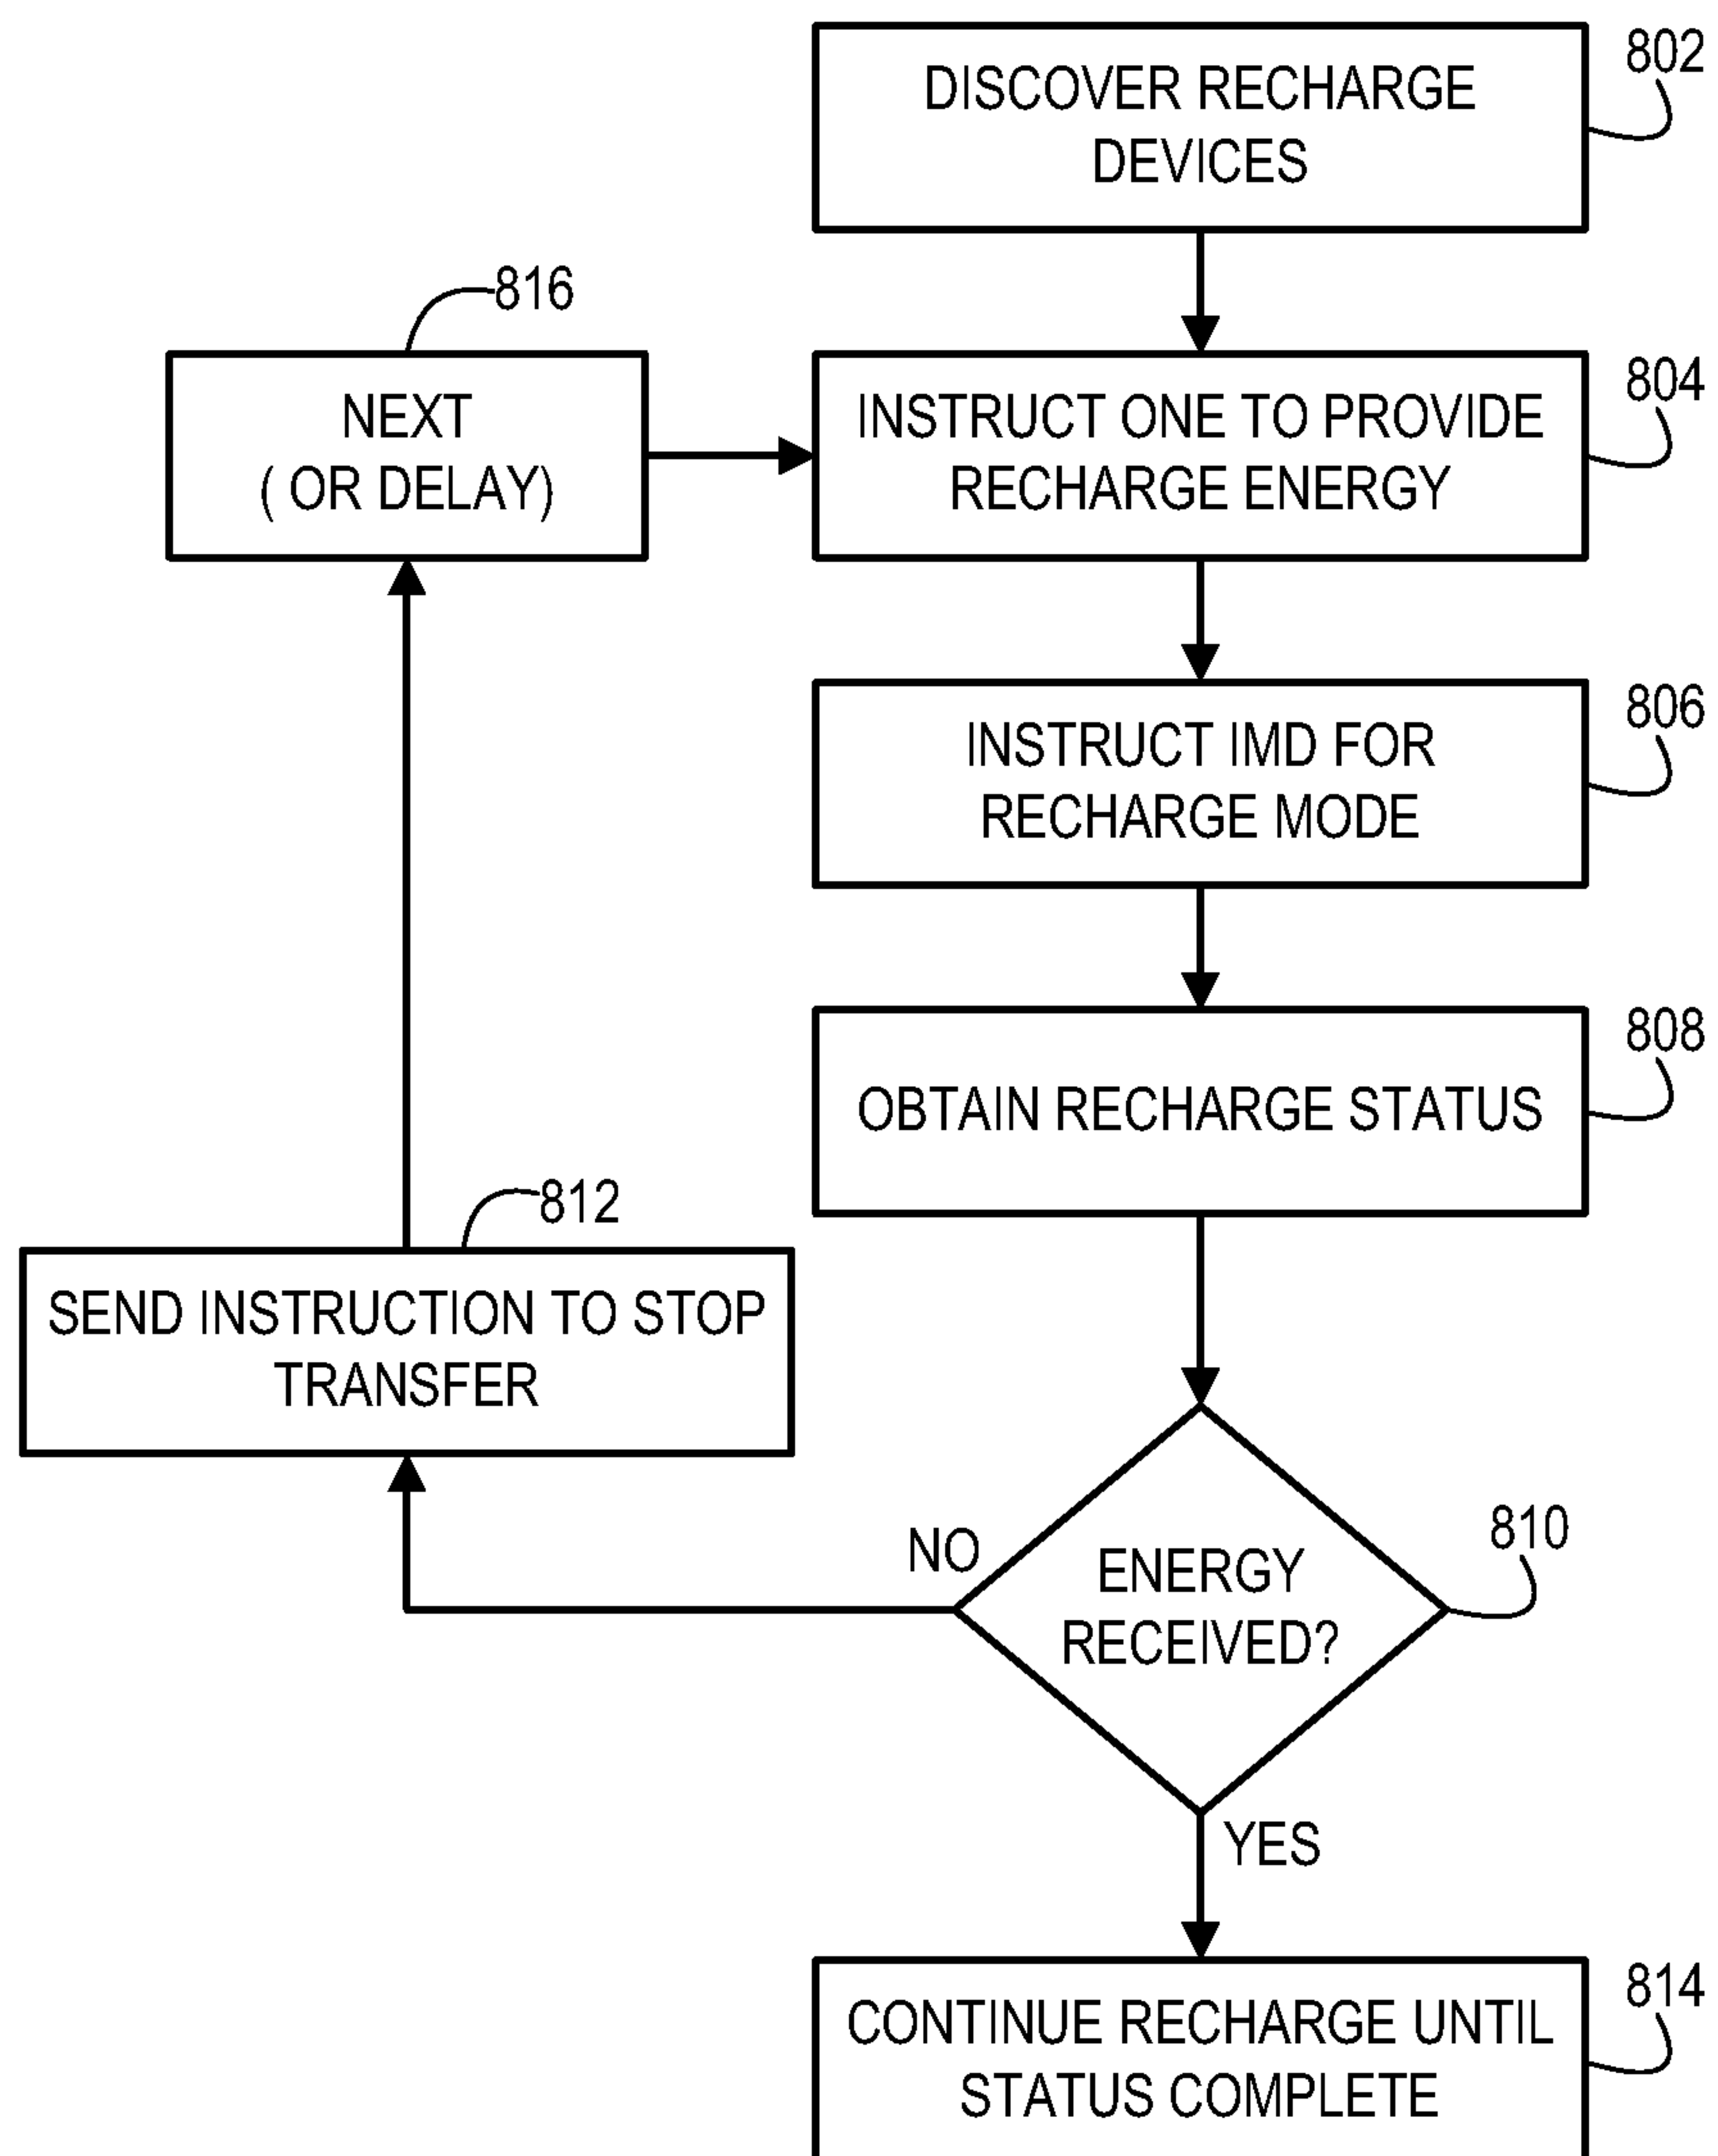 802
DISCOVER RECHARGE
DEVICES
816
NEXT
( OR DELAY)
804
INSTRUCT ONE TO PROVIDE
RECHARGE ENERGY
806
INSTRUCT IMD FOR
RECHARGE MODE
808
OBTAIN RECHARGE STATUS
812
SEND INSTRUCTION TO STOP
TRANSFER
810
NO
ENERGY
RECEIVED?
YES
814
CONTINUE RECHARGE UNTIL
STATUS COMPLETE